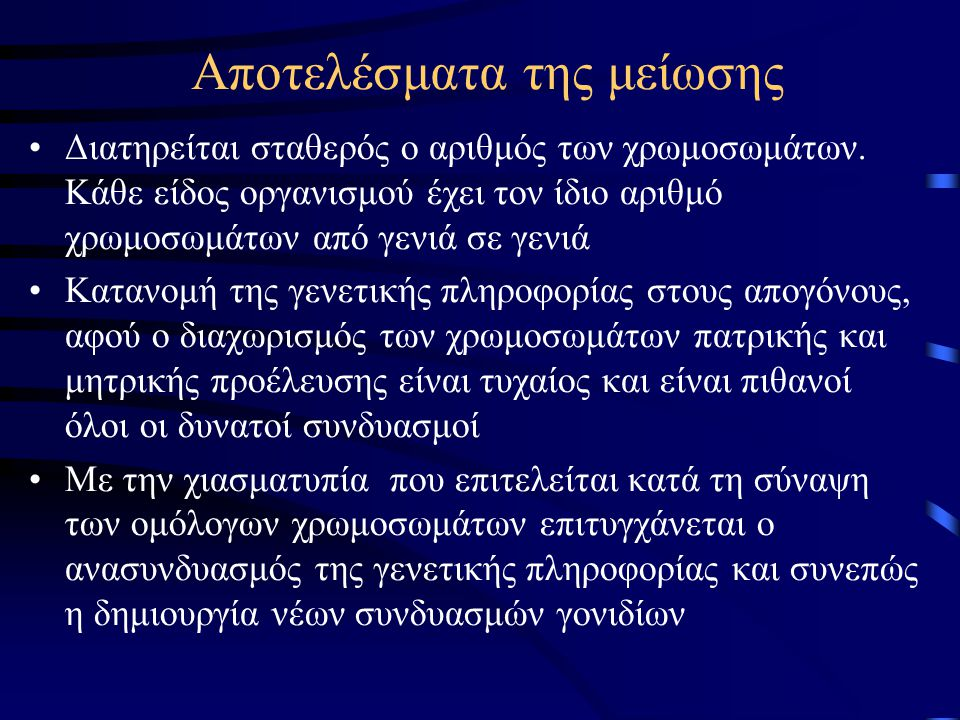 Αποτελέσματα της μείωσης
• Διατηρείται σταθερός ο αριθμός των χρωμοσωμάτων.
Κάθε είδος οργανισμού έχει τον ίδιο αριθμό
χρωμοσωμάτων από γενιά σε γενιά
• Κατανομή της γενετικής πληροφορίας στους απογόνους,
αφού ο διαχωρισμός των χρωμοσωμάτων πατρικής και
μητρικής προέλευσης είναι τυχαίος και είναι πιθανοί
όλοι οι δυνατοί συνδυασμοί
• Με την χιασματυπία που επιτελείται κατά τη σύναψη
των ομόλογων χρωμοσωμάτων επιτυγχάνεται ο
ανασυνδυασμός της γενετικής πληροφορίας και συνεπώς
η δημιουργία νέων συνδυασμών γονιδίων